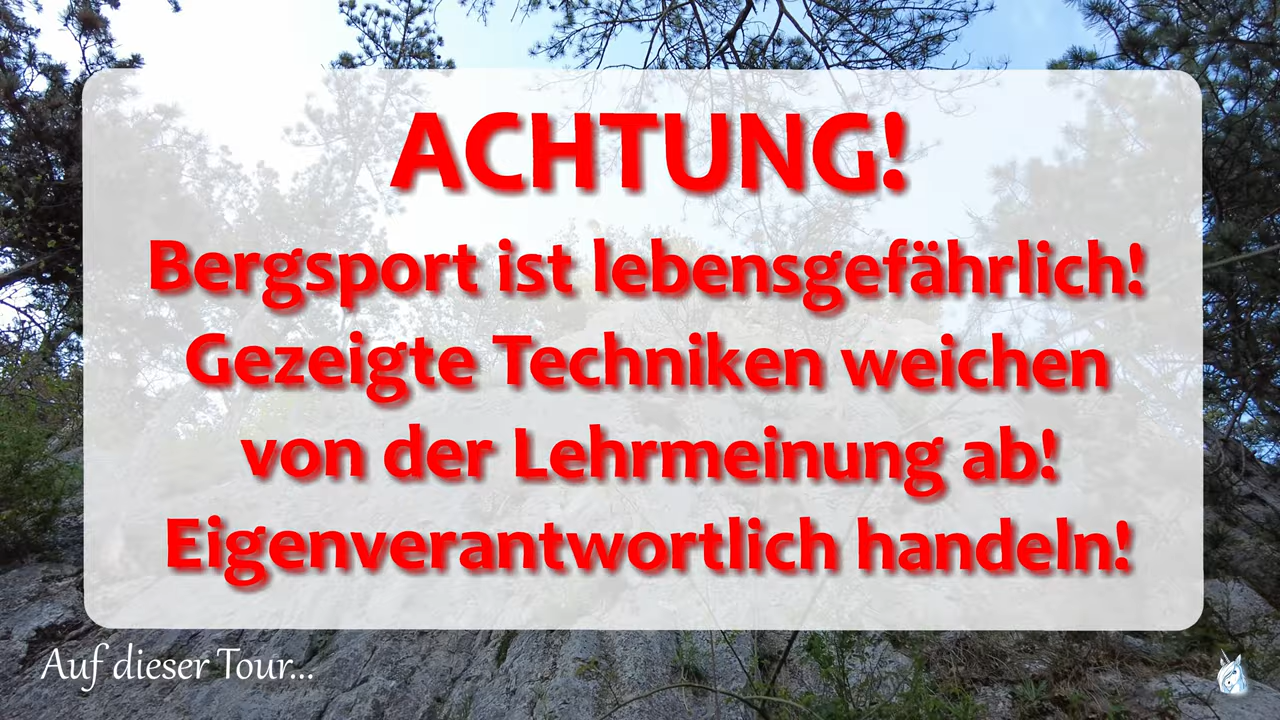 ACHTUNG!
Bergsport ist lebensgefährlich!
Gezeigte Techniken weichen
von der Lehrmeinung ab!
Eigenverantwortlich handeln!
Auf dieser Tour...